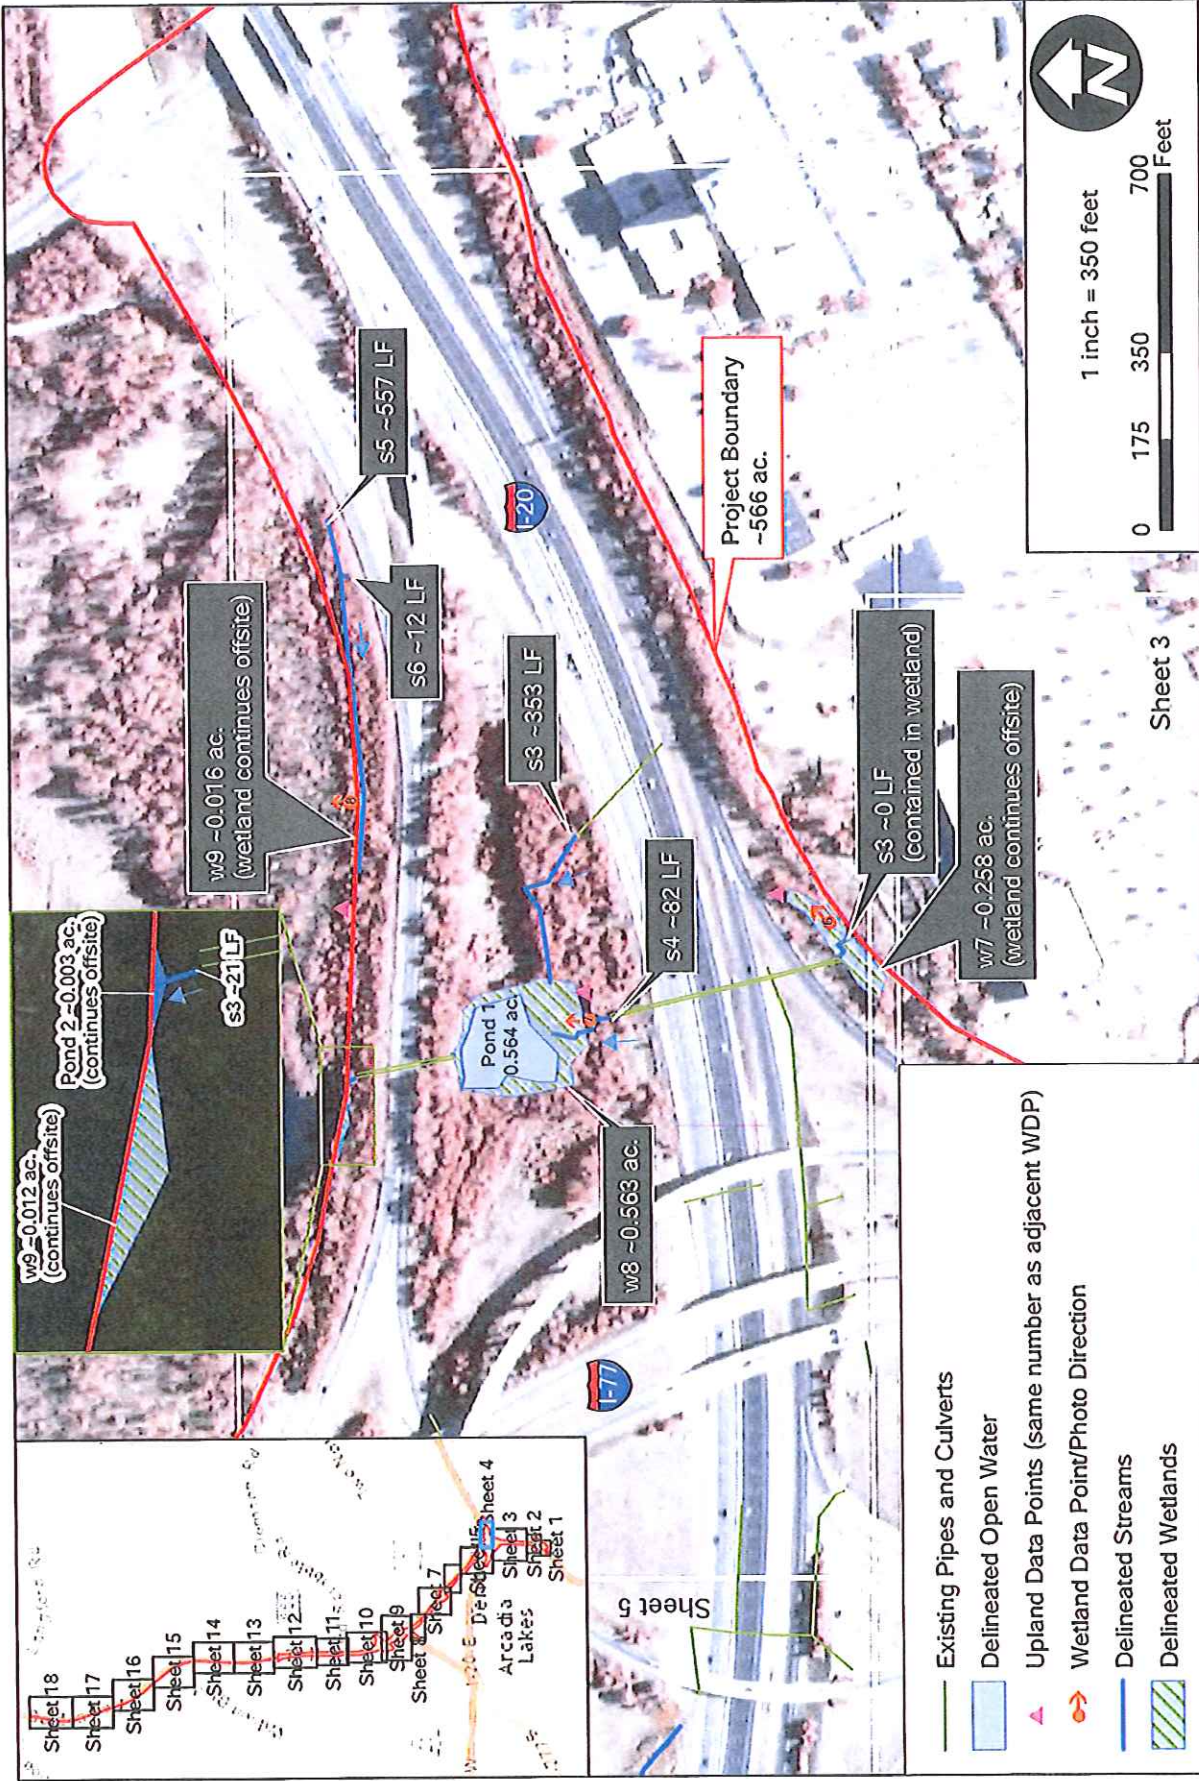 w9 ~0.012 ac.
(continues offsite)
Pond 2 ~0.003 ac.
(continues offsite)
s3 ~21 LF
w9 ~0.016 ac.
(wetland continues offsite)
s5 ~557 LF
s6 ~12 LF
8
I-20
s3 ~353 LF
Pond 1
0.564 ac.
7
s4 ~82 LF
w8 ~0.563 ac.
I-77
Project Boundary
~566 ac.
6
s3 ~0 LF
(contained in wetland)
w7 ~0.258 ac.
(wetland continues offsite)
Sheet 3
Sheet 5
Sheet 18
Sheet 17
Sheet 16
Sheet 15
Sheet 14
Sheet 13
Sheet 12
Sheet 11
Sheet 10
Sheet 9
Sheet 8
Sheet 7
Sheet 4
Sheet 3
Sheet 2
Sheet 1
Arcadia
Lakes
Existing Pipes and Culverts
Delineated Open Water
Upland Data Points (same number as adjacent WDP)
Wetland Data Point/Photo Direction
Delineated Streams
Delineated Wetlands
N
1 inch = 350 feet
0 175 350 700
Feet